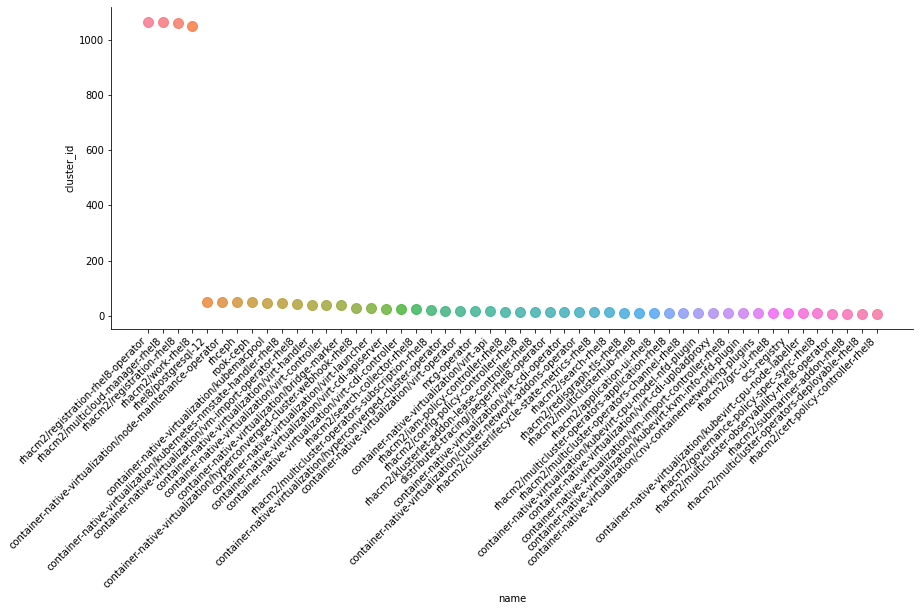 1000
800
600
400
200
0
cluster_id
rhacm2/registration-rhel8-operator
rhacm2/multicloud-manager-rhel8
rhacm2/registration-rhel8
rhacm2/work-rhel8
rhel8/postgresql-12
container-native-virtualization/node-maintenance-operator
rhceph
rook-ceph
container-native-virtualization/kubemacpool
container-native-virtualization/kubernetes-nmstate-handler-rhel8
container-native-virtualization/vm-import-operator-rhel8
container-native-virtualization/virt-handler
container-native-virtualization/virt-controller
container-native-virtualization/bridge-marker
container-native-virtualization/hyperconverged-cluster-webhook-rhel8
container-native-virtualization/virt-launcher
container-native-virtualization/virt-cdi-apiserver
container-native-virtualization/virt-cdi-controller
rhacm2/search-collector-rhel8
rhacm2/multicluster-operators-subscription-rhel8
container-native-virtualization/hyperconverged-cluster-operator
container-native-virtualization/virt-operator
mcg-operator
container-native-virtualization/virt-api
rhacm2/iam-policy-controller-rhel8
rhacm2/config-policy-controller-rhel8
rhacm2/klusterlet-addon-lease-controller-rhel8
distributed-tracing/jaeger-rhel8-operator
container-native-virtualization/virt-cdi-operator
container-native-virtualization/cluster-network-addons-operator
rhacm2/clusterlifecycle-state-metrics-rhel8
rhacm2/search-rhel8
rhacm2/redisgraph-tls-rhel8
rhacm2/multiclusterhub-rhel8
rhacm2/application-ui-rhel8
rhacm2/multicluster-operators-application-rhel8
rhacm2/multicluster-operators-channel-rhel8
container-native-virtualization/kubevirt-cpu-model-nfd-plugin
container-native-virtualization/virt-cdi-uploadproxy
container-native-virtualization/vm-import-controller-rhel8
container-native-virtualization/kubevirt-kvm-info-nfd-plugin
container-native-virtualization/cnv-containernetworking-plugins
rhacm2/grc-ui-rhel8
ocs-registry
container-native-virtualization/kubevirt-cpu-node-labeller
rhacm2/governance-policy-spec-sync-rhel8
rhacm2/multicluster-observability-rhel8-operator
rhacm2/submariner-addon-rhel8
rhacm2/multicluster-operators-deployable-rhel8
rhacm2/cert-policy-controller-rhel8
name